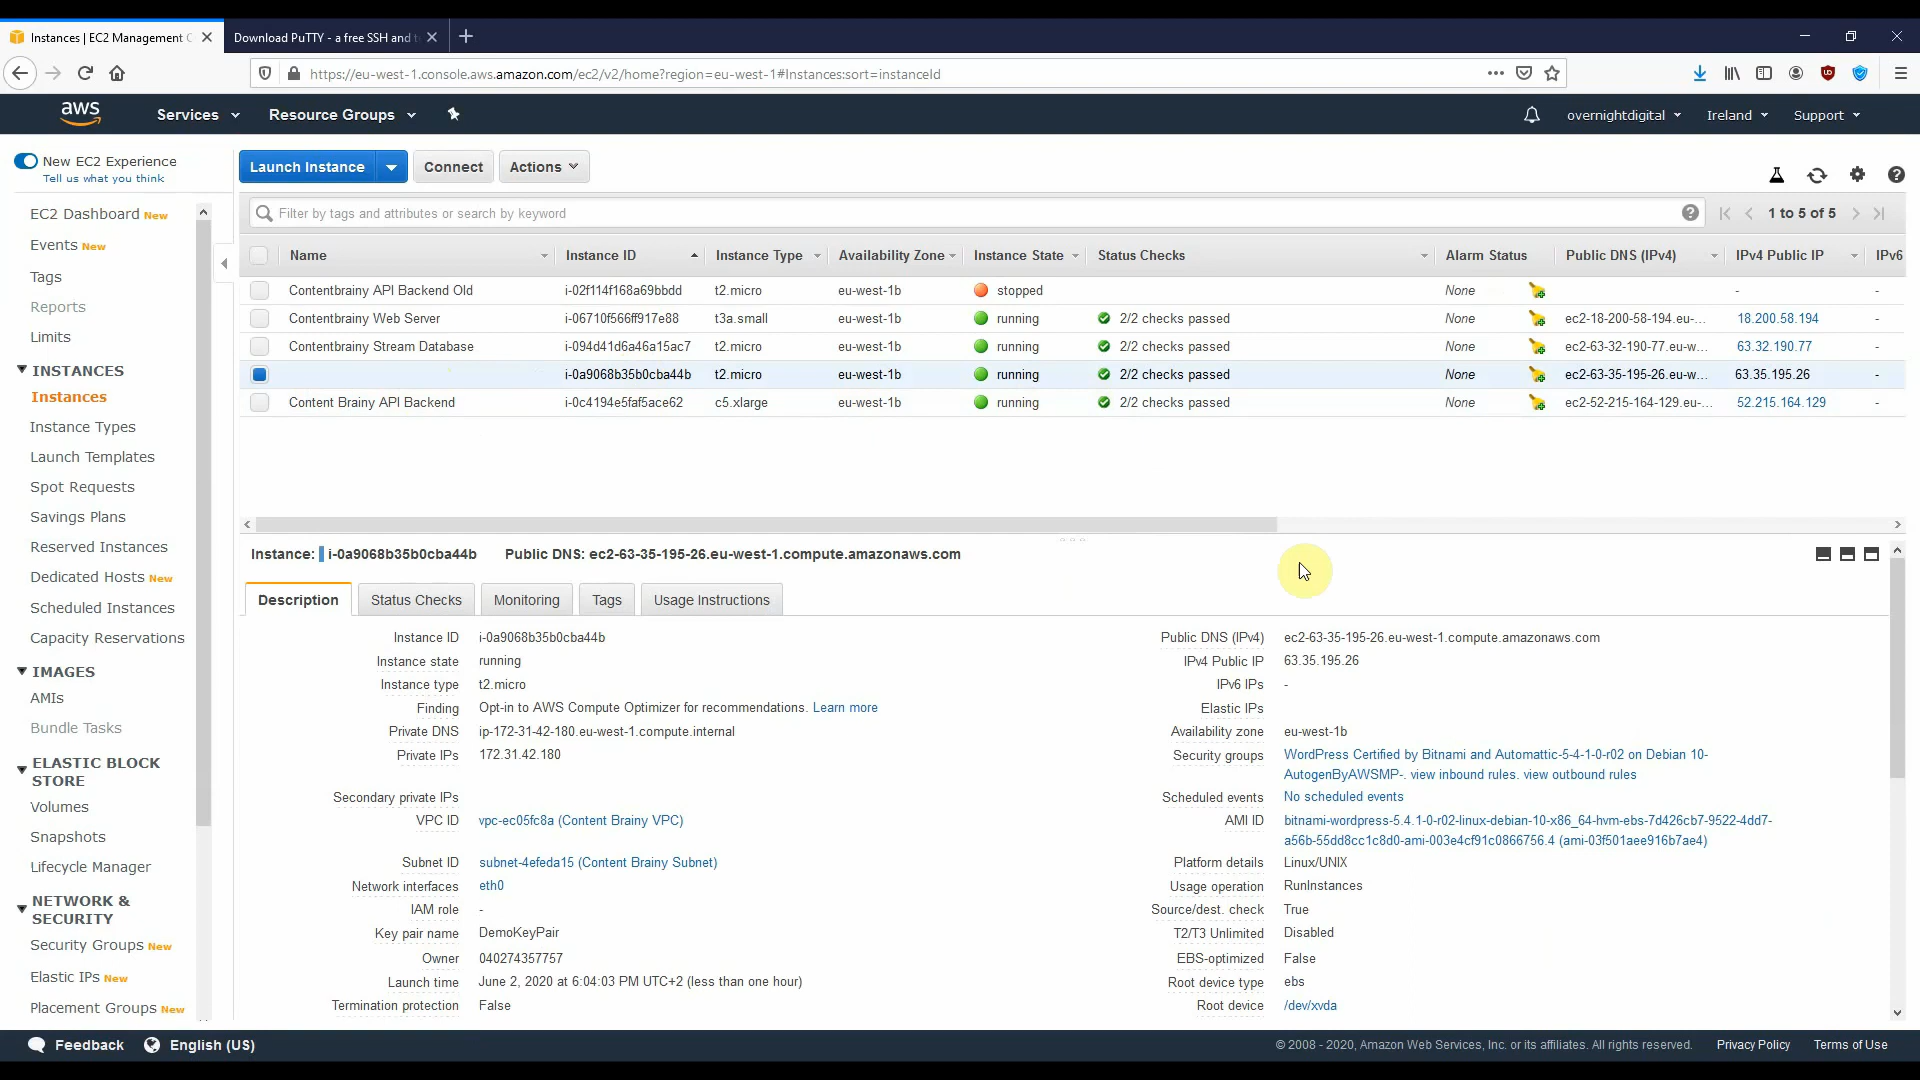 Instances | EC2 Management C
Download PuTTY - a free SSH and t
https://eu-west-1.console.aws.amazon.com/ec2/v2/home?region=eu-west-1#Instances:sort=instanceId
aws
Services
Resource Groups
overnightdigital
Ireland
Support
New EC2 Experience
Tell us what you think
EC2 Dashboard New
Events New
Tags
Reports
Limits
INSTANCES
Instances
Instance Types
Launch Templates
Spot Requests
Savings Plans
Reserved Instances
Dedicated Hosts New
Scheduled Instances
Capacity Reservations
IMAGES
AMIs
Bundle Tasks
ELASTIC BLOCK
STORE
Volumes
Snapshots
Lifecycle Manager
NETWORK &
SECURITY
Security Groups New
Elastic IPs New
Placement Groups New
Launch Instance
Connect
Actions
Filter by tags and attributes or search by keyword
1 to 5 of 5
Name Instance ID Instance Type Availability Zone Instance State Status Checks Alarm Status Public DNS (IPv4) IPv4 Public IP IPv6
Contentbrainy API Backend Old i-02f114f168a69bbdd t2.micro eu-west-1b stopped None - -
Contentbrainy Web Server i-06710f566ff917e88 t3a.small eu-west-1b running 2/2 checks passed None ec2-18-200-58-194.eu-... 18.200.58.194 -
Contentbrainy Stream Database i-094d41d6a46a15ac7 t2.micro eu-west-1b running 2/2 checks passed None ec2-63-32-190-77.eu-w... 63.32.190.77 -
i-0a9068b35b0cba44b t2.micro eu-west-1b running 2/2 checks passed None ec2-63-35-195-26.eu-w... 63.35.195.26 -
Content Brainy API Backend i-0c4194e5faf5ace62 c5.xlarge eu-west-1b running 2/2 checks passed None ec2-52-215-164-129.eu-... 52.215.164.129 -
Instance: i-0a9068b35b0cba44b Public DNS: ec2-63-35-195-26.eu-west-1.compute.amazonaws.com
Description
Status Checks
Monitoring
Tags
Usage Instructions
Instance ID i-0a9068b35b0cba44b
Instance state running
Instance type t2.micro
Finding Opt-in to AWS Compute Optimizer for recommendations. Learn more
Private DNS ip-172-31-42-180.eu-west-1.compute.internal
Private IPs 172.31.42.180
Secondary private IPs
VPC ID vpc-ec05fc8a (Content Brainy VPC)
Subnet ID subnet-4efeda15 (Content Brainy Subnet)
Network interfaces eth0
IAM role -
Key pair name DemoKeyPair
Owner 040274357757
Launch time June 2, 2020 at 6:04:03 PM UTC+2 (less than one hour)
Termination protection False
Public DNS (IPv4) ec2-63-35-195-26.eu-west-1.compute.amazonaws.com
IPv4 Public IP 63.35.195.26
IPv6 IPs -
Elastic IPs
Availability zone eu-west-1b
Security groups WordPress Certified by Bitnami and Automattic-5-4-1-0-r02 on Debian 10-
AutogenByAWSMP-. view inbound rules. view outbound rules
Scheduled events No scheduled events
AMI ID bitnami-wordpress-5.4.1-0-r02-linux-debian-10-x86_64-hvm-ebs-7d426cb7-9522-4dd7-
a56b-55dd8cc1c8d0-ami-003e4cf91c0866756.4 (ami-03f501aee916b7ae4)
Platform details Linux/UNIX
Usage operation RunInstances
Source/dest. check True
T2/T3 Unlimited Disabled
EBS-optimized False
Root device type ebs
Root device /dev/xvda
Feedback
English (US)
© 2008 - 2020, Amazon Web Services, Inc. or its affiliates. All rights reserved.
Privacy Policy
Terms of Use